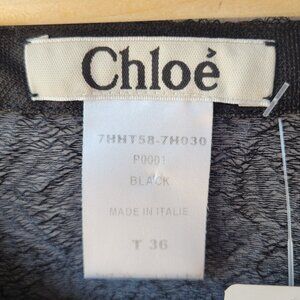 Chloé
7HHT58-7H030
P0001
BLACK
MADE IN ITALIE
T 36